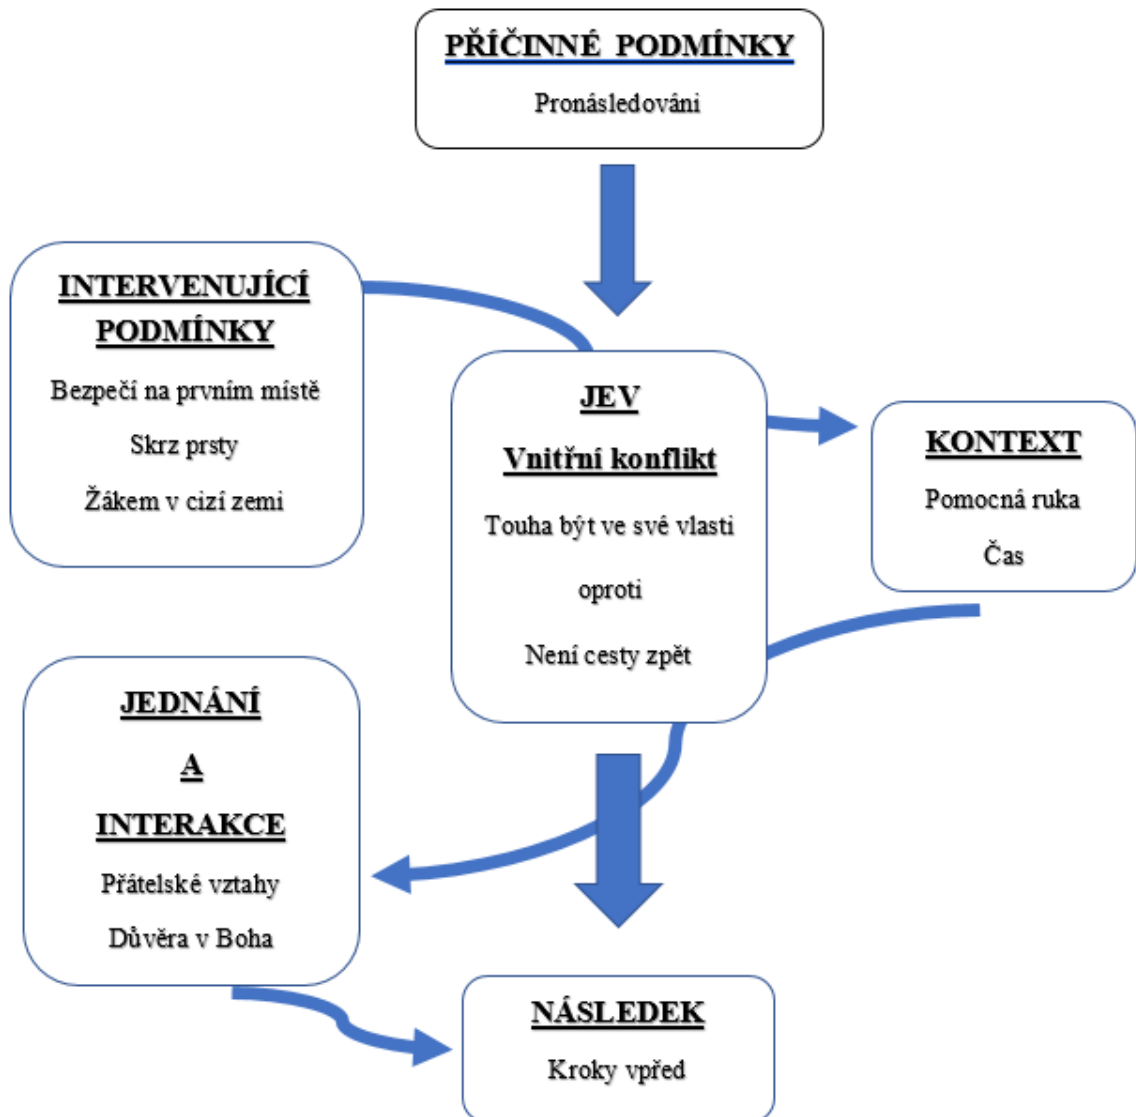 PŘÍČINNÉ PODMÍNKY
Pronásledováni
INTERVENUJÍCÍ
PODMÍNKY
Bezpečí na prvním místě
Skrz prsty
Žákem v cizí zemi
JEV
Vnitřní konflikt
Touha být ve své vlasti
oproti
Není cesty zpět
KONTEXT
Pomocná ruka
Čas
JEDNÁNÍ
A
INTERAKCE
Přátelské vztahy
Důvěra v Boha
NÁSLEDEK
Kroky vpřed